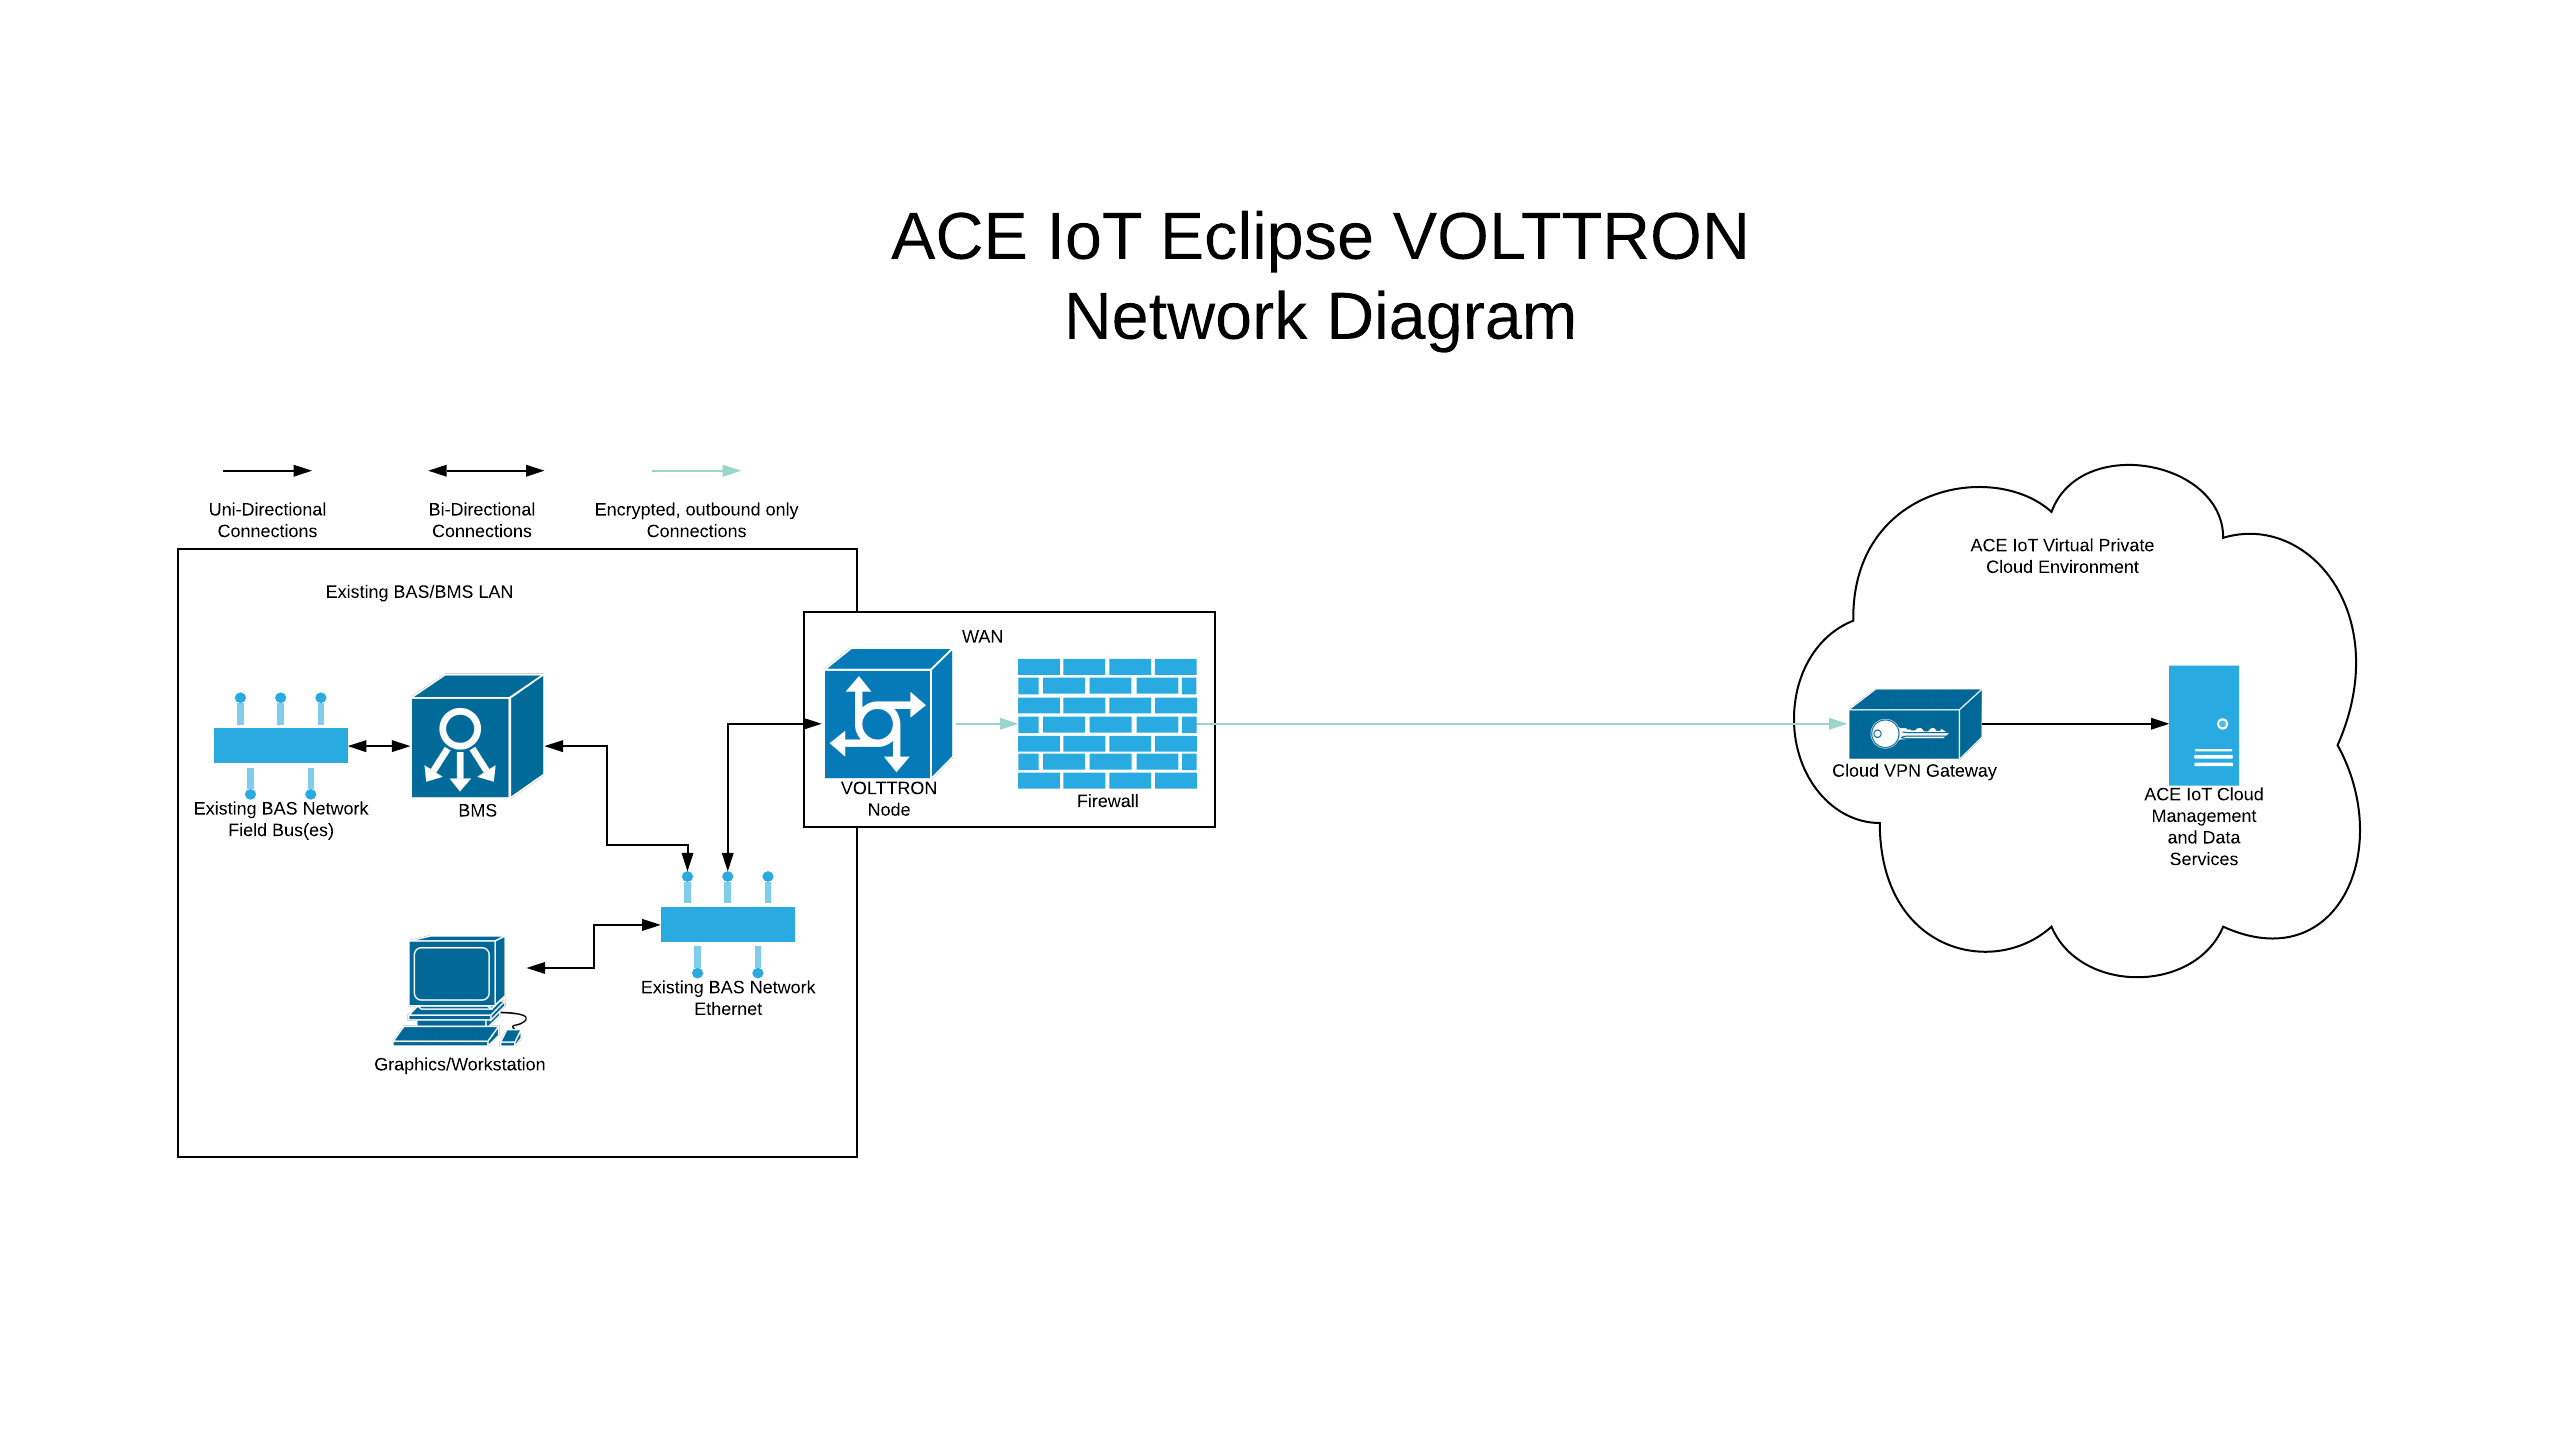 ACE IoT Eclipse VOLTTRON
Network Diagram
Uni-Directional
Connections
Bi-Directional
Connections
Encrypted, outbound only
Connections
Existing BAS/BMS LAN
WAN
ACE IoT Virtual Private
Cloud Environment
Existing BAS Network
Field Bus(es)
BMS
VOLTTRON
Node
Firewall
Cloud VPN Gateway
ACE IoT Cloud
Management
and Data
Services
Existing BAS Network
Ethernet
Graphics/Workstation